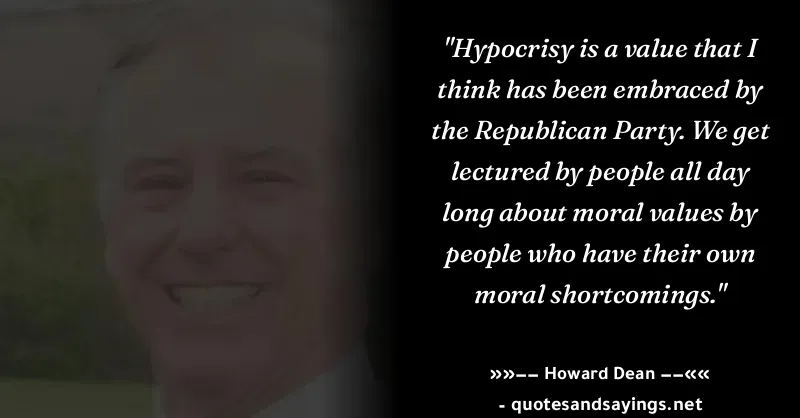 "Hypocrisy is a value that I
think has been embraced by
the Republican Party. We get
lectured by people all day
long about moral values by
people who have their own
moral shortcomings."
»»−− Howard Dean −−««
- quotesandsayings.net